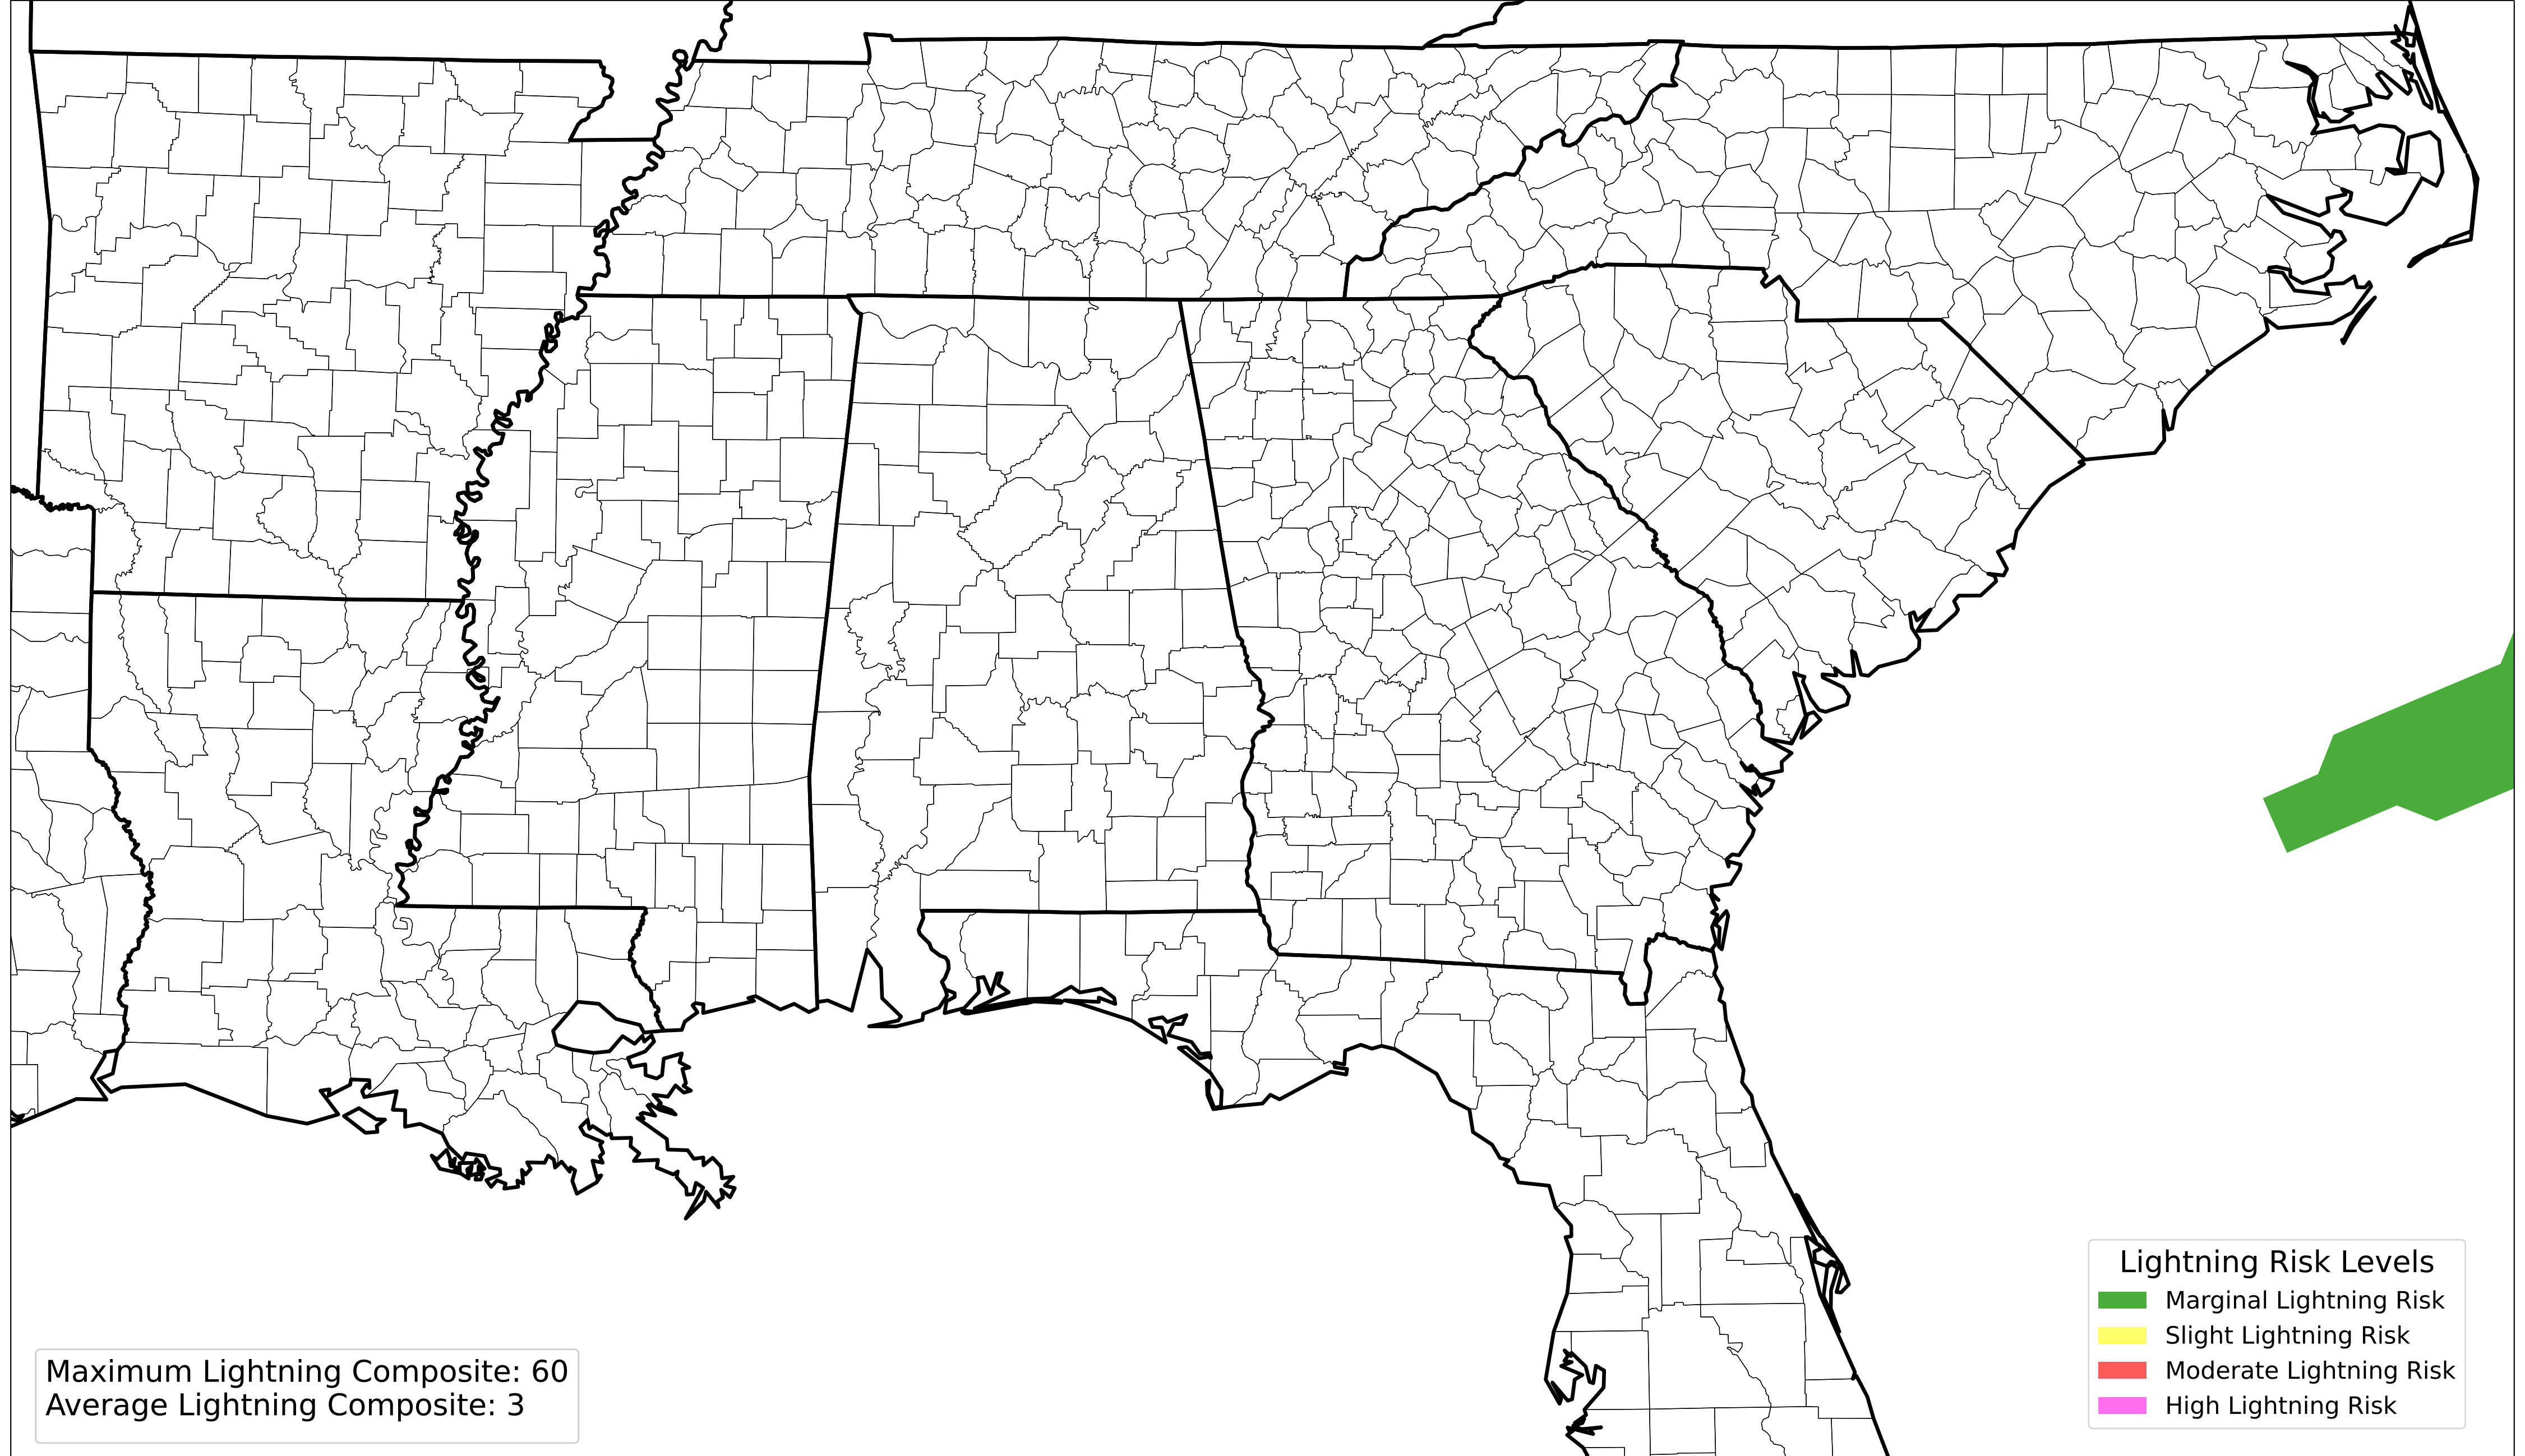 Lightning Risk Levels
Marginal Lightning Risk
Slight Lightning Risk
Moderate Lightning Risk
High Lightning Risk
Maximum Lightning Composite: 60
Average Lightning Composite: 3